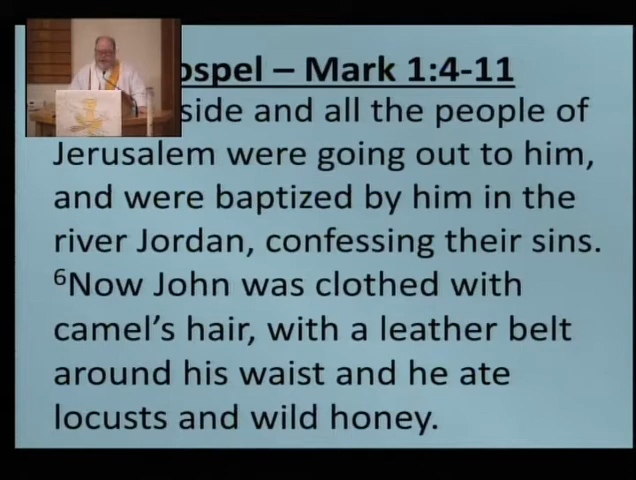 ospel – Mark 1:4-11
side and all the people of
Jerusalem were going out to him,
and were baptized by him in the
river Jordan, confessing their sins.
⁶Now John was clothed with
camel’s hair, with a leather belt
around his waist and he ate
locusts and wild honey.